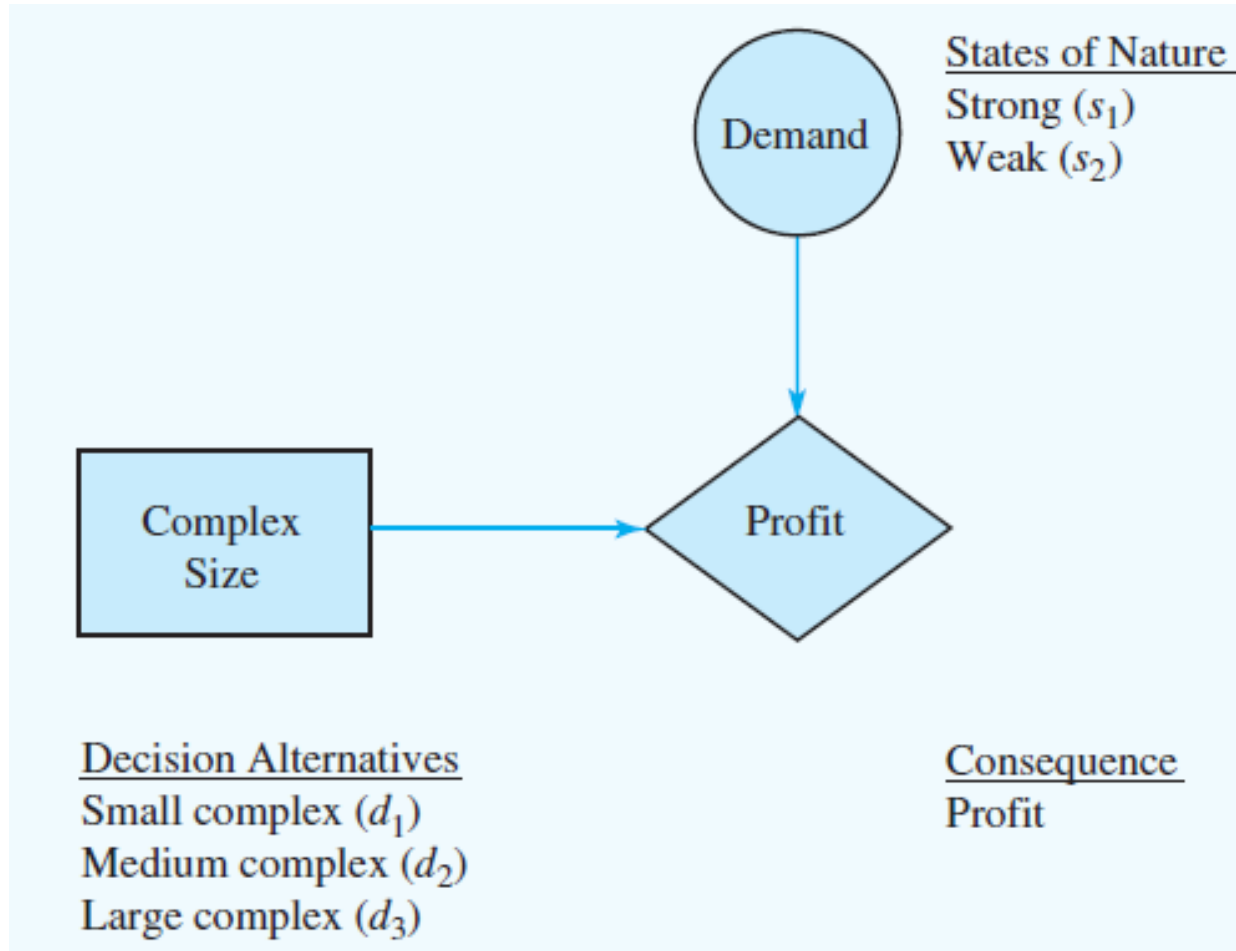 States of Nature
Strong (s₁)
Weak (s₂)
Demand
Complex
Size
Profit
Decision Alternatives
Small complex (d₁)
Medium complex (d₂)
Large complex (d₃)
Consequence
Profit